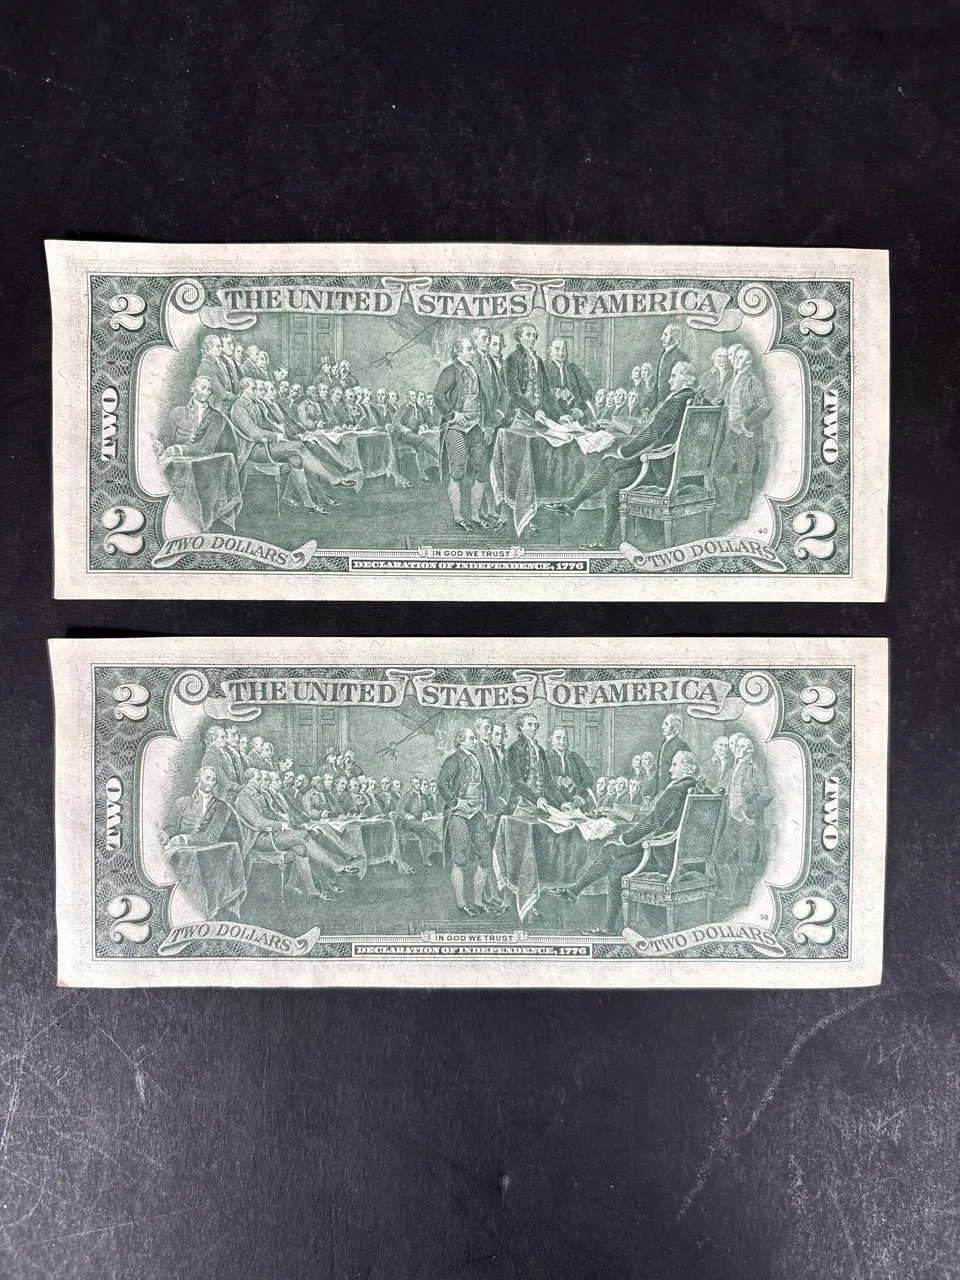 2 THE UNITED STATES OF AMERICA 2
TWO TWO
40
2 TWO DOLLARS IN GOD WE TRUST TWO DOLLARS 2
DECLARATION OF INDEPENDENCE, 1776
2 THE UNITED STATES OF AMERICA 2
TWO TWO
38
2 TWO DOLLARS IN GOD WE TRUST TWO DOLLARS 2
DECLARATION OF INDEPENDENCE, 1776